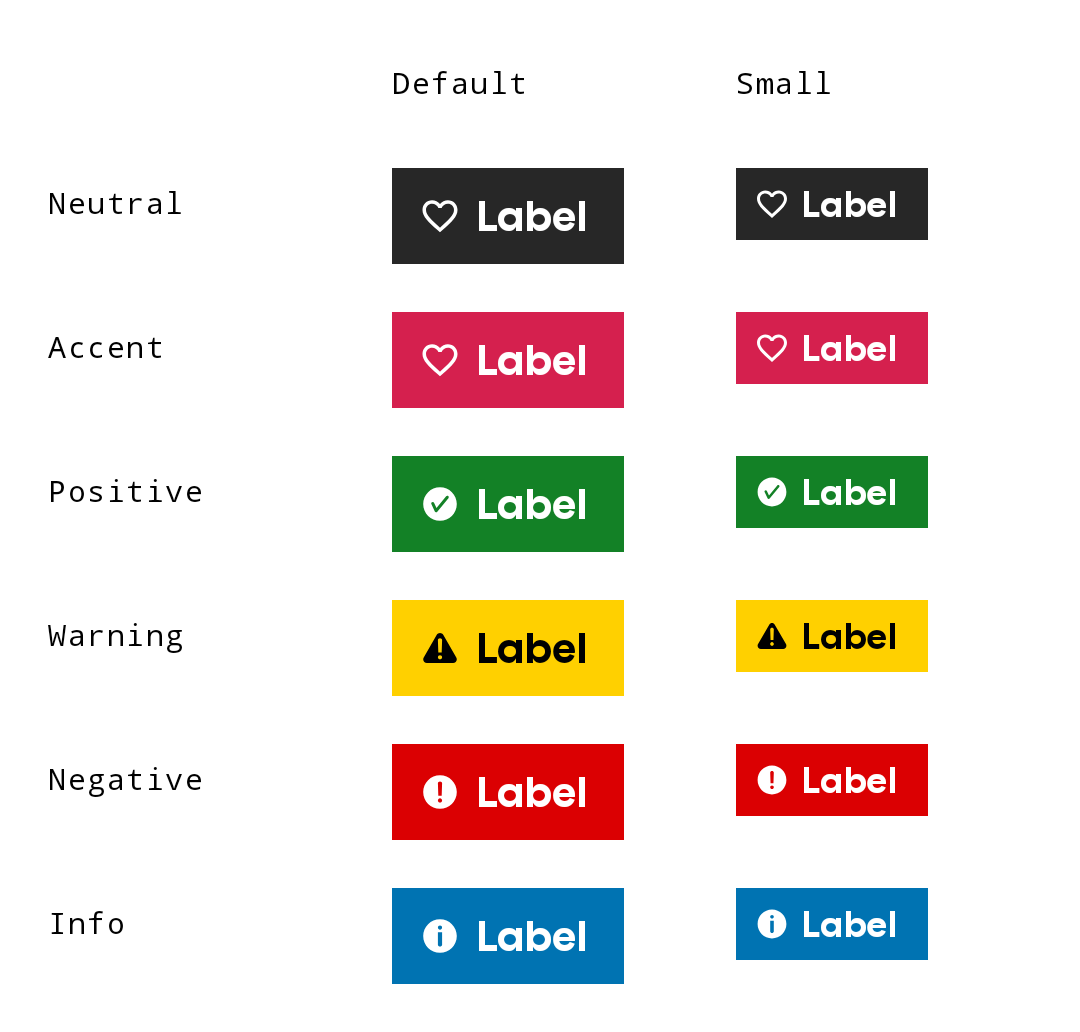 Default Small
Neutral Label Label
Accent Label Label
Positive Label Label
Warning Label Label
Negative Label Label
Info Label Label